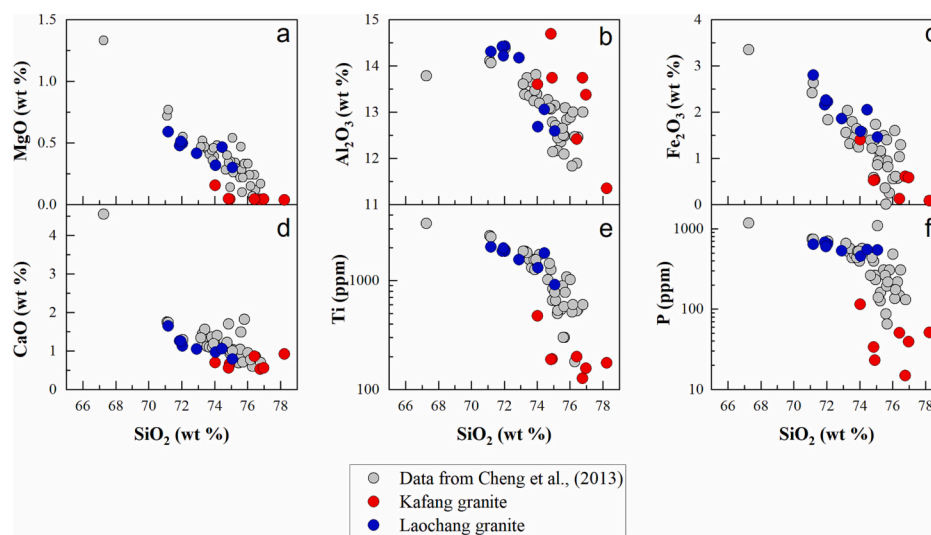 a
b
c
MgO (wt %)
1.5
1.0
0.5
0.0
Al₂O₃ (wt %)
15
14
13
12
11
Fe₂O₃ (wt %)
4
3
2
1
0
d
e
f
CaO (wt %)
4
3
2
1
0
Ti (ppm)
1000
100
P (ppm)
1000
100
10
66 68 70 72 74 76 78
66 68 70 72 74 76 78
66 68 70 72 74 76 78
SiO₂ (wt %)
SiO₂ (wt %)
SiO₂ (wt %)
Data from Cheng et al., (2013)
Kafang granite
Laochang granite